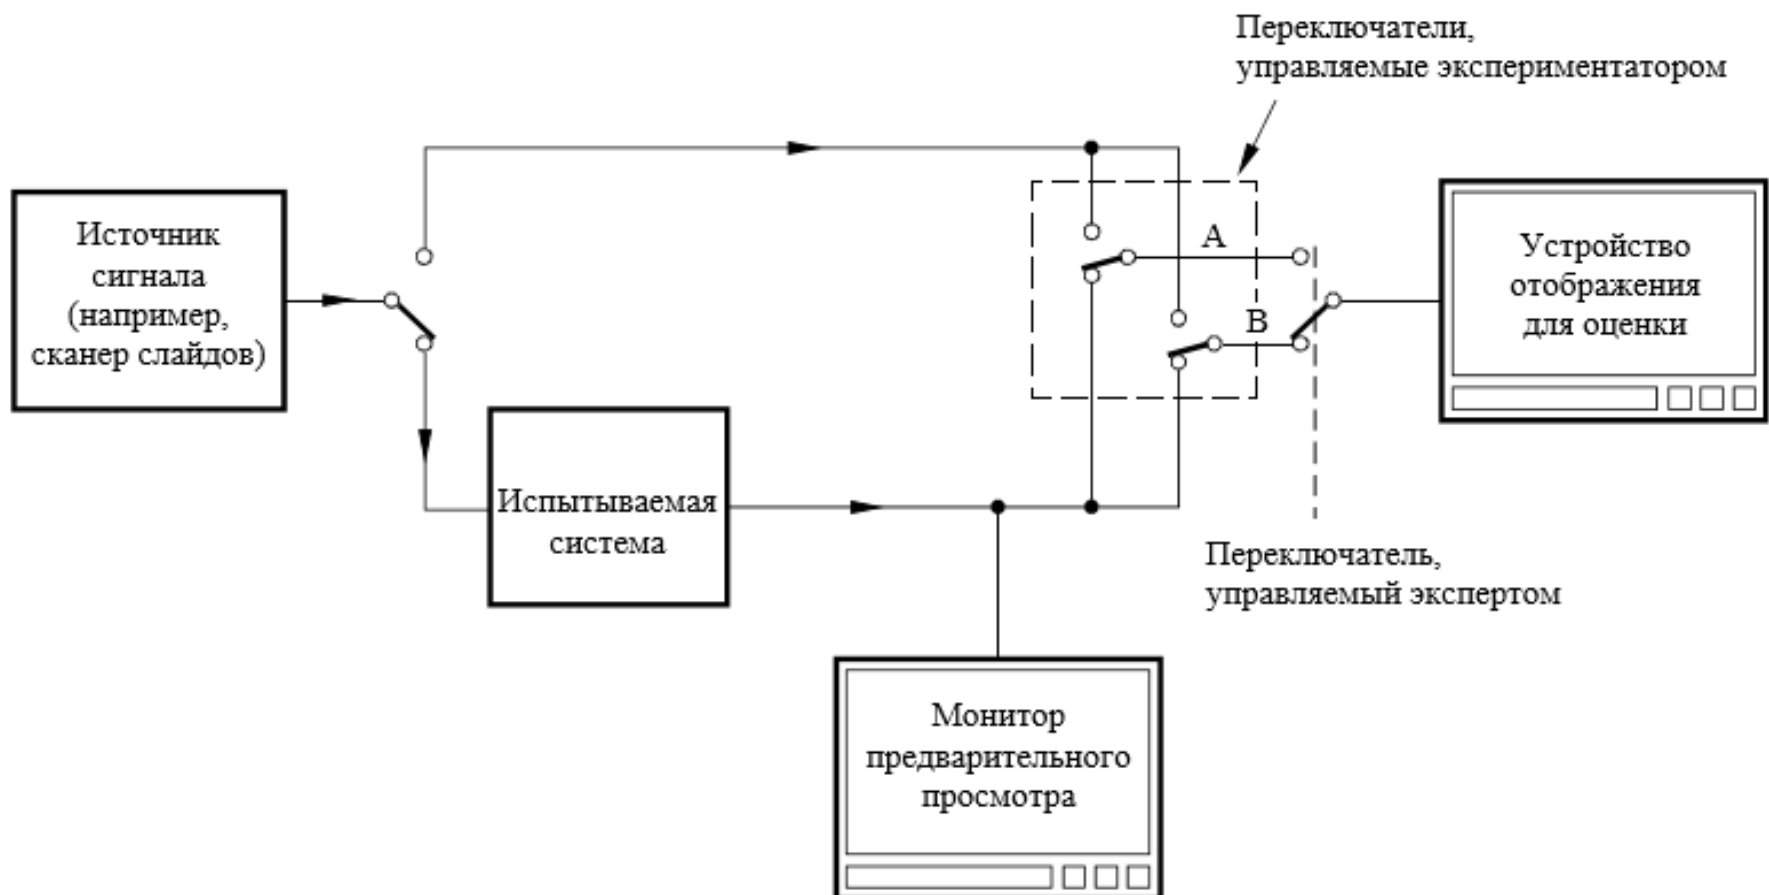 Переключатели,
управляемые экспериментатором
Источник
сигнала
(например,
сканер слайдов)
A
B
Устройство
отображения
для оценки
Испытываемая
система
Переключатель,
управляемый экспертом
Монитор
предварительного
просмотра